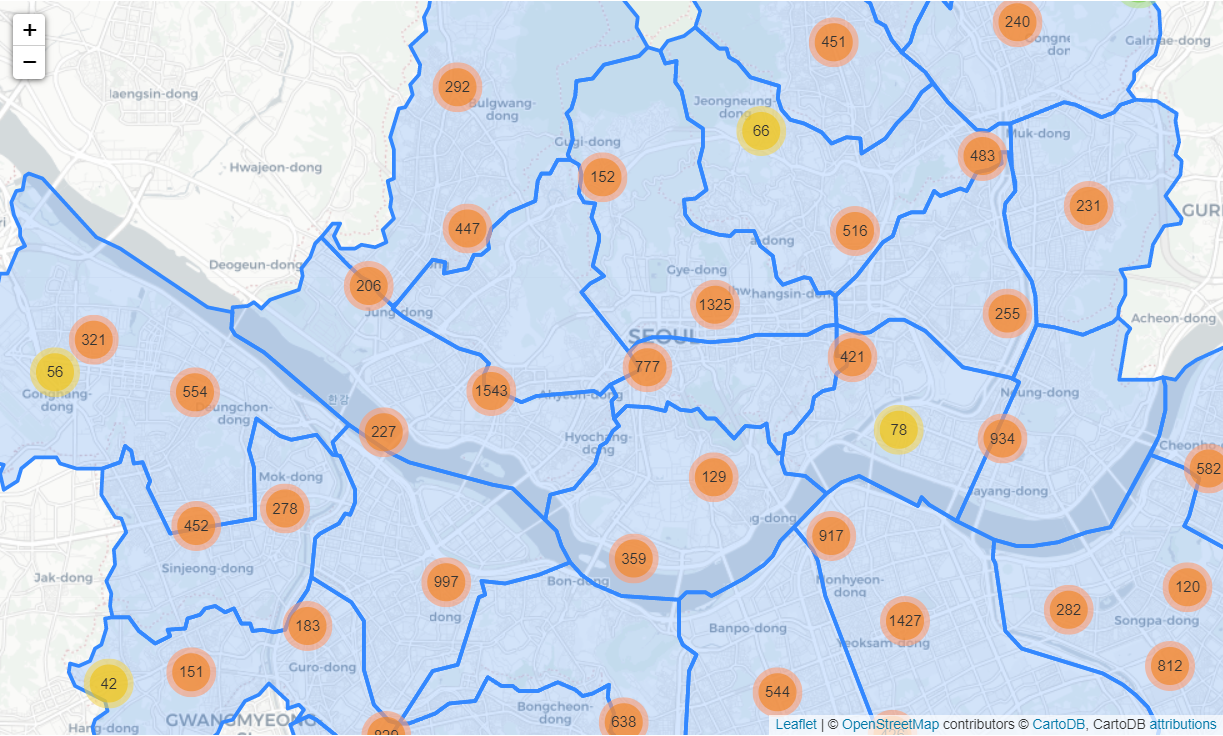 +
−
451
240
Galmae-dong
292
Bulgwang-
dong
Jeongneung-
dong
66
Hwajeon-dong
Gugi-dong
152
483
Muk-dong
231
447
516
Deogeun-dong
206
Jung-dong
Gye-dong
1325
hangsin-dong
255
Acheon-dong
321
56
554
Deungchon-
dong
SEOUL
777
421
1543
Ahyeon-dong
한강
227
Hyochang-
dong
78
Neung-dong
934
582
Mok-dong
278
129
Jayang-dong
452
Sinjeong-dong
359
917
Nonhyeon-
dong
Jak-dong
997
dong
Bon-dong
120
282
Songpa-dong
183
Banpo-dong
1427
Yeoksam-dong
151
Guro-dong
812
42
544
Bongcheon-
dong
638
GWANGMYEONG
Hang-dong
Leaflet | © OpenStreetMap contributors © CartoDB, CartoDB attributions